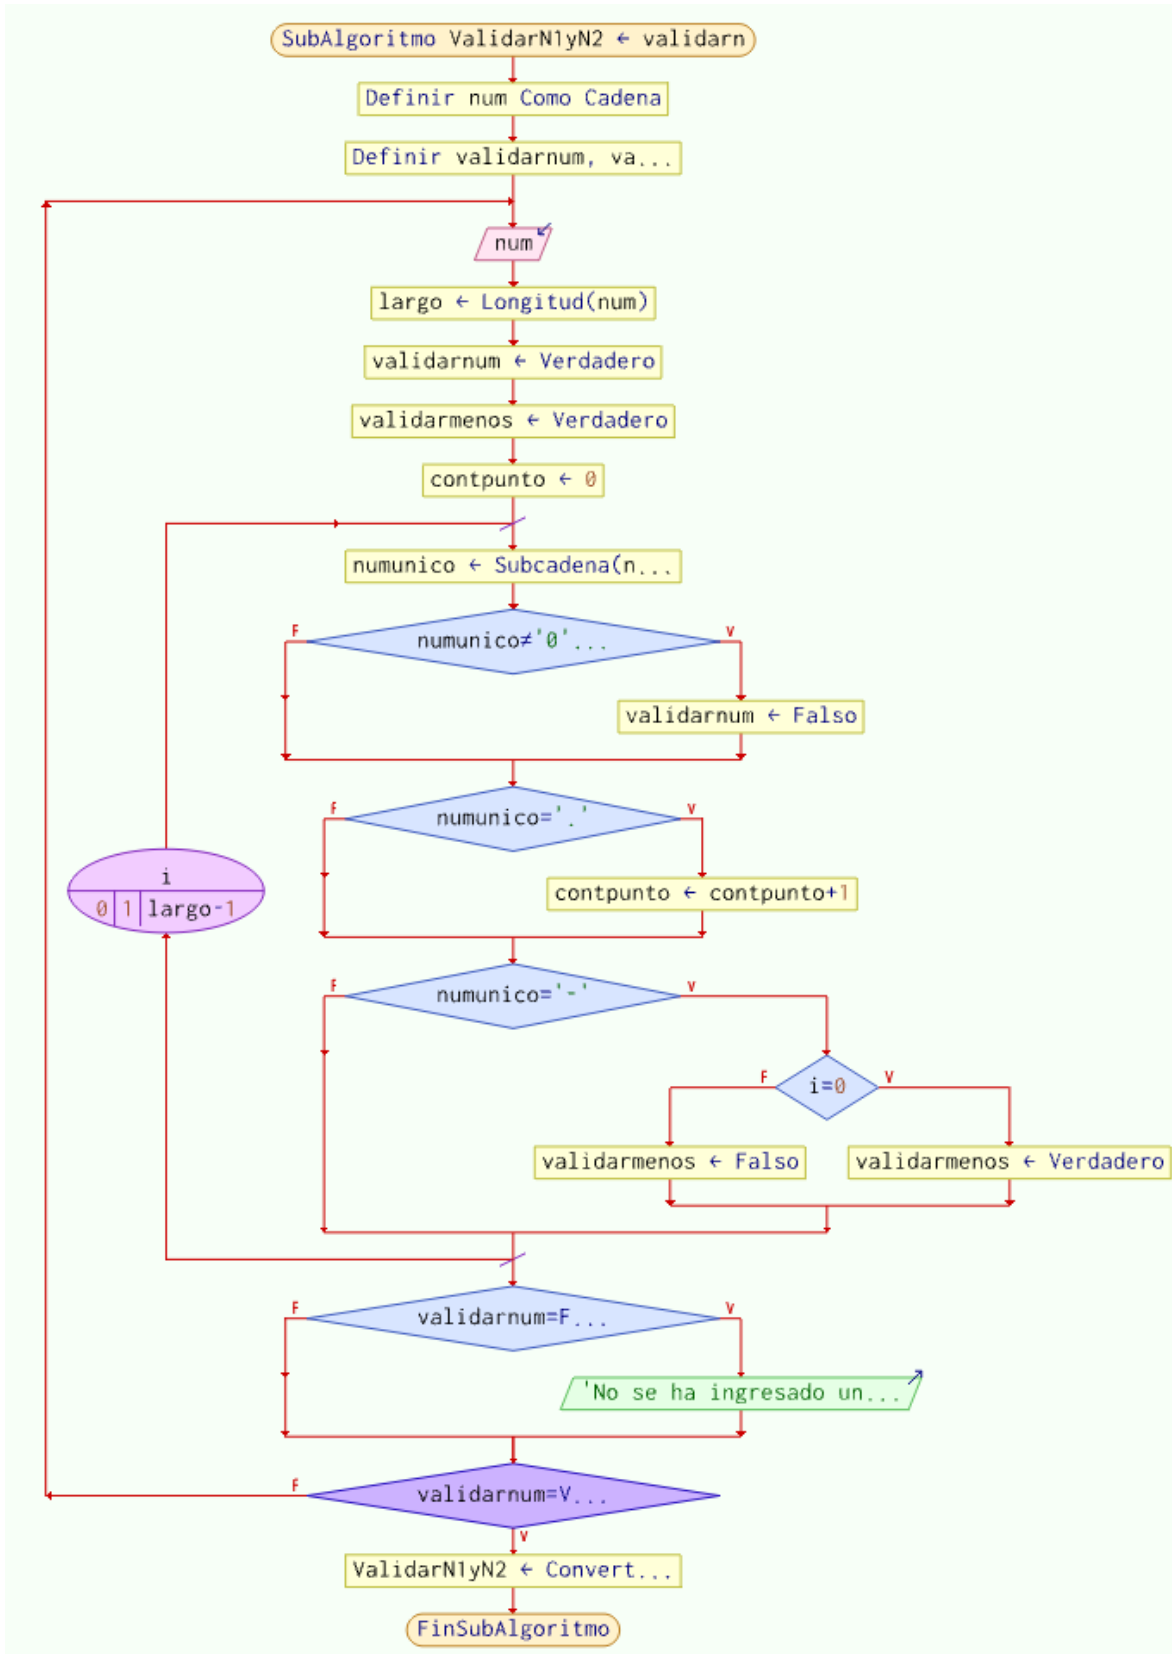 SubAlgoritmo ValidarN1yN2 ← validarn
Definir num Como Cadena
Definir validarnum, va...
num
largo ← Longitud(num)
validarnum ← Verdadero
validarmenos ← Verdadero
contpunto ← 0
numunico ← Subcadena(n...
F
numunico≠'0'...
V
validarnum ← Falso
F
numunico='.'
V
i
0 1 largo-1
contpunto ← contpunto+1
F
numunico='-'
V
F
i=0
V
validarmenos ← Falso
validarmenos ← Verdadero
F
validarnum=F...
V
'No se ha ingresado un...
F
validarnum=V...
V
ValidarN1yN2 ← Convert...
FinSubAlgoritmo